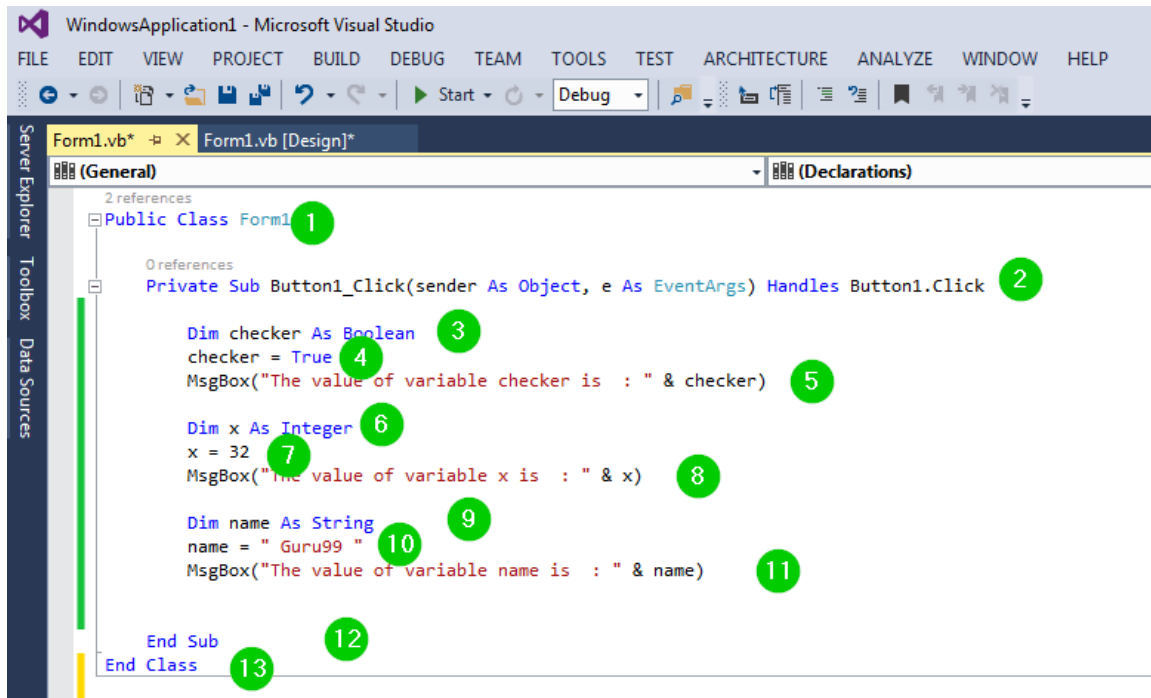 WindowsApplication1 - Microsoft Visual Studio
FILE EDIT VIEW PROJECT BUILD DEBUG TEAM TOOLS TEST ARCHITECTURE ANALYZE WINDOW HELP
Start Debug
Server Explorer
Toolbox
Data Sources
Form1.vb* Form1.vb [Design]*
(General) (Declarations)
2 references
Public Class Form1 1
0 references
Private Sub Button1_Click(sender As Object, e As EventArgs) Handles Button1.Click 2
Dim checker As Boolean 3
checker = True 4
MsgBox("The value of variable checker is  : " & checker) 5
Dim x As Integer 6
x = 32 7
MsgBox("The value of variable x is  : " & x) 8
Dim name As String 9
name = " Guru99 " 10
MsgBox("The value of variable name is  : " & name) 11
End Sub 12
End Class 13